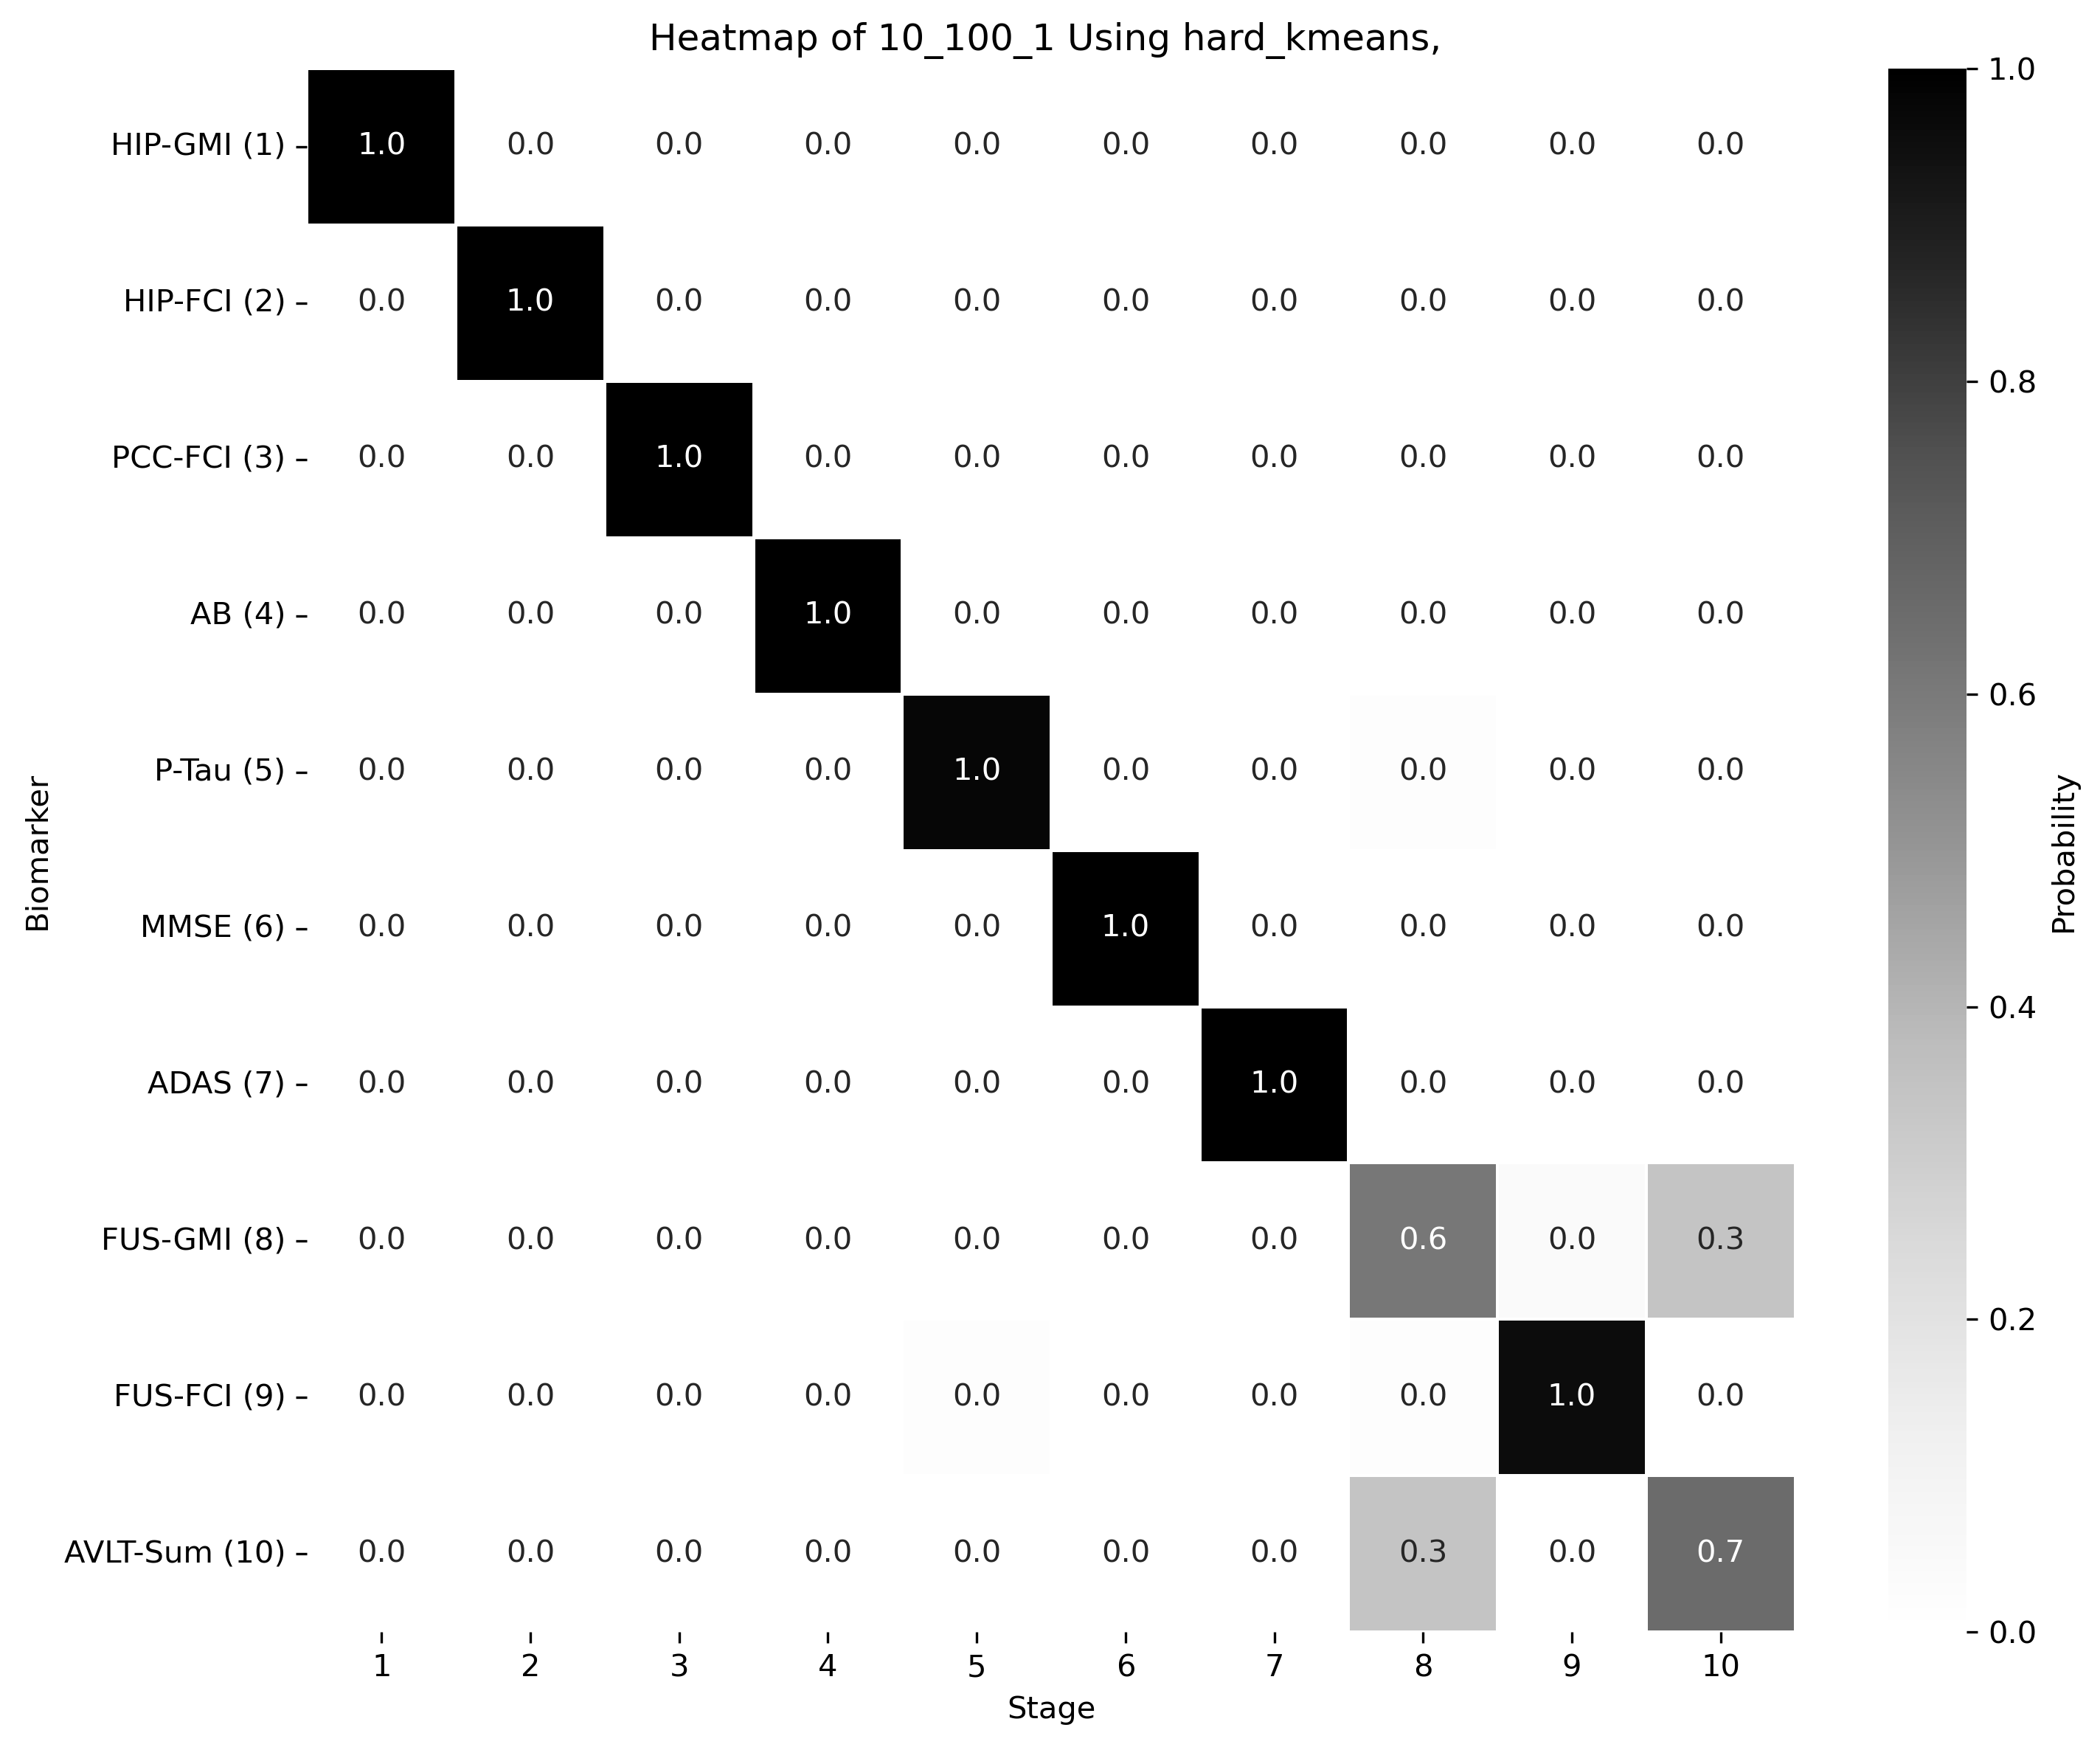 Heatmap of 10_100_1 Using hard_kmeans,
HIP-GMI (1) 1.0 0.0 0.0 0.0 0.0 0.0 0.0 0.0 0.0 0.0
HIP-FCI (2) 0.0 1.0 0.0 0.0 0.0 0.0 0.0 0.0 0.0 0.0
PCC-FCI (3) 0.0 0.0 1.0 0.0 0.0 0.0 0.0 0.0 0.0 0.0
AB (4) 0.0 0.0 0.0 1.0 0.0 0.0 0.0 0.0 0.0 0.0
P-Tau (5) 0.0 0.0 0.0 0.0 1.0 0.0 0.0 0.0 0.0 0.0
MMSE (6) 0.0 0.0 0.0 0.0 0.0 1.0 0.0 0.0 0.0 0.0
ADAS (7) 0.0 0.0 0.0 0.0 0.0 0.0 1.0 0.0 0.0 0.0
FUS-GMI (8) 0.0 0.0 0.0 0.0 0.0 0.0 0.0 0.6 0.0 0.3
FUS-FCI (9) 0.0 0.0 0.0 0.0 0.0 0.0 0.0 0.0 1.0 0.0
AVLT-Sum (10) 0.0 0.0 0.0 0.0 0.0 0.0 0.0 0.3 0.0 0.7
1 2 3 4 5 6 7 8 9 10
Stage
Biomarker
1.0
0.8
0.6
0.4
0.2
0.0
Probability